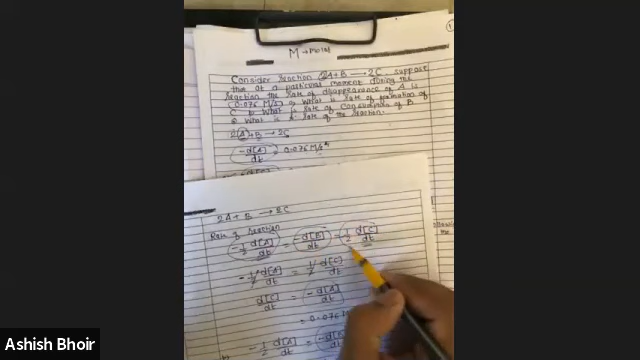 M → Molar
Consider reaction 2A+B → 2C. Suppose
that at a particular moment during the
reaction the rate of disappearance of A is
0.076 M/s, a What is rate of formation of
C b. What is rate of consumption of B
What is rate of the reaction.
2A + B → 2C
-d[A]/dt = 0.076 M/s
2A + B → 2C
Rate of reaction
-1/2 d[A]/dt = -d[B]/dt = 1/2 d[C]/dt
-1/2 d[A]/dt = 1/2 d[C]/dt
d[C]/dt = -d[A]/dt
= 0.076 M
-1/2 d[A]/dt = -d[B]/dt
Ashish Bhoir